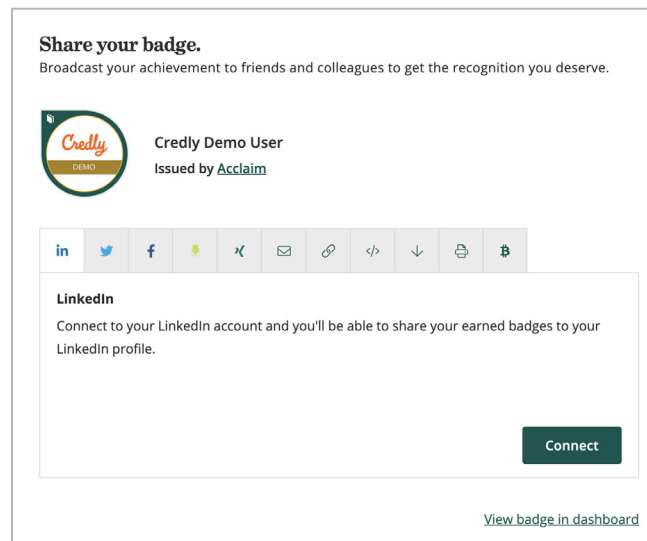 Share your badge.
Broadcast your achievement to friends and colleagues to get the recognition you deserve.
Credly
DEMO
Credly Demo User
Issued by Acclaim
in
f
</>
LinkedIn
Connect to your LinkedIn account and you'll be able to share your earned badges to your
LinkedIn profile.
Connect
View badge in dashboard